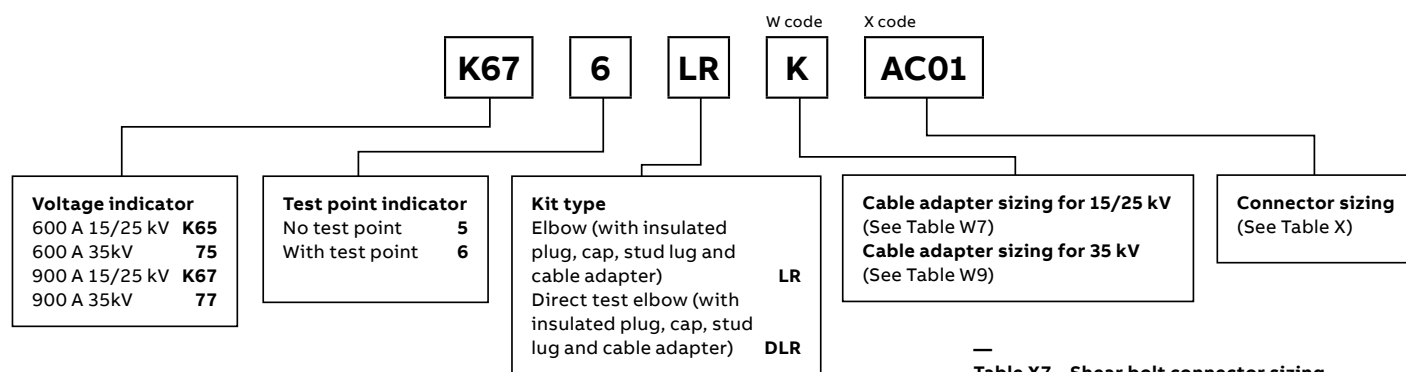 W code X code
K67 6 LR K AC01
Voltage indicator
600 A 15/25 kV K65
600 A 35kV 75
900 A 15/25 kV K67
900 A 35kV 77
Test point indicator
No test point 5
With test point 6
Kit type
Elbow (with insulated
plug, cap, stud lug and
cable adapter) LR
Direct test elbow (with
insulated plug, cap, stud
lug and cable adapter) DLR
Cable adapter sizing for 15/25 kV
(See Table W7)
Cable adapter sizing for 35 kV
(See Table W9)
Connector sizing
(See Table X)
—
Table X7 – Shear bolt connector sizing